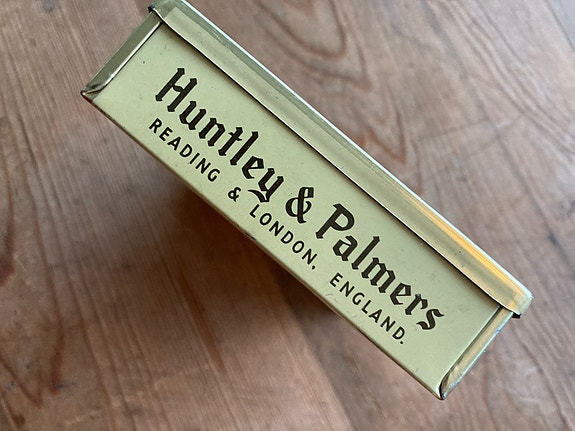 Huntley & Palmers
READING & LONDON, ENGLAND.